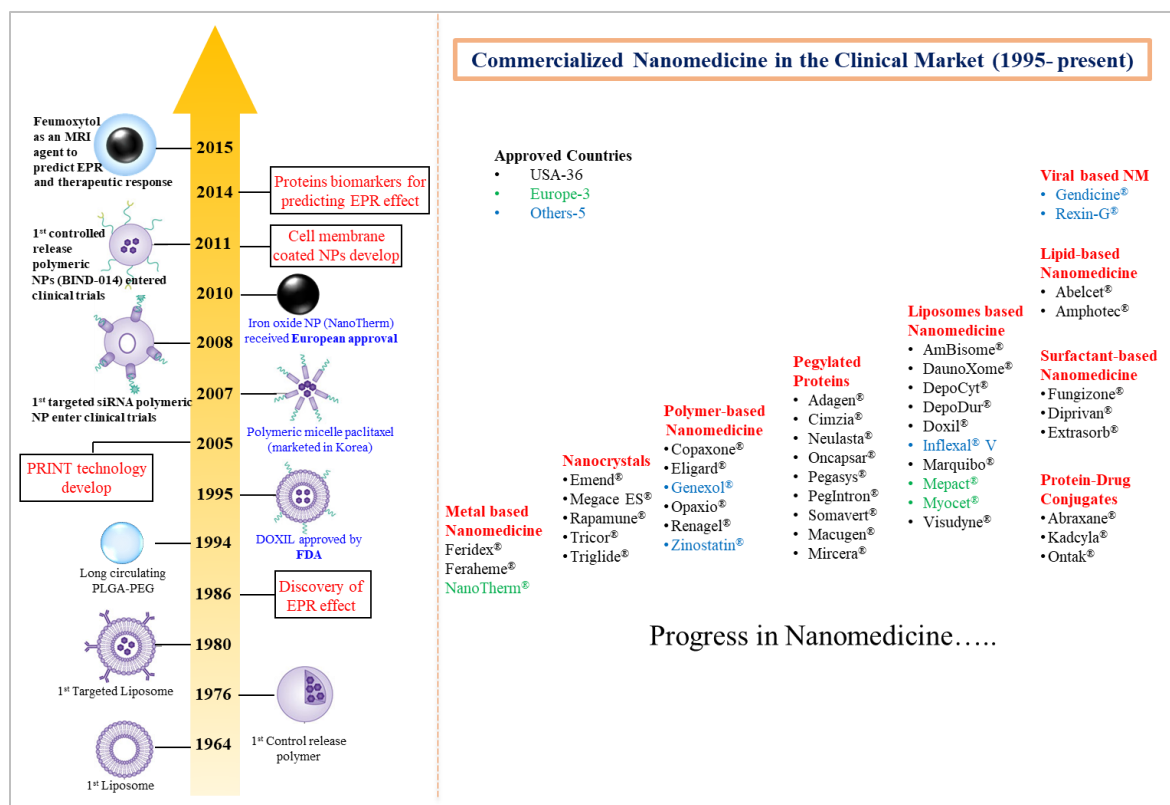 Commercialized Nanomedicine in the Clinical Market (1995- present)
Feumoxytol
as an MRI
agent to
predict EPR
and therapeutic response
2015
2014
Proteins biomarkers for
predicting EPR effect
1st controlled
release
polymeric
NPs (BIND-014) entered
clinical trials
2011
Cell membrane
coated NPs develop
2010
Iron oxide NP (NanoTherm)
received European approval
2008
1st targeted siRNA polymeric
NP enter clinical trials
2007
Polymeric micelle paclitaxel
(marketed in Korea)
2005
PRINT technology
develop
1995
DOXIL approved by
FDA
1994
Long circulating
PLGA-PEG
1986
Discovery of
EPR effect
1980
1st Targeted Liposome
1976
1st Control release
polymer
1964
1st Liposome
Approved Countries
• USA-36
• Europe-3
• Others-5
Metal based
Nanomedicine
Feridex®
Feraheme®
NanoTherm®
Nanocrystals
• Emend®
• Megace ES®
• Rapamune®
• Tricor®
• Triglide®
Polymer-based
Nanomedicine
• Copaxone®
• Eligard®
• Genexol®
• Opaxio®
• Renagel®
• Zinostatin®
Pegylated
Proteins
• Adagen®
• Cimzia®
• Neulasta®
• Oncapsar®
• Pegasys®
• PegIntron®
• Somavert®
• Macugen®
• Mircera®
Liposomes based
Nanomedicine
• AmBisome®
• DaunoXome®
• DepoCyt®
• DepoDur®
• Doxil®
• Inflexal® V
• Marquibo®
• Mepact®
• Myocet®
• Visudyne®
Viral based NM
• Gendicine®
• Rexin-G®
Lipid-based
Nanomedicine
• Abelcet®
• Amphotec®
Surfactant-based
Nanomedicine
• Fungizone®
• Diprivan®
• Extrasorb®
Protein-Drug
Conjugates
• Abraxane®
• Kadcyla®
• Ontak®
Progress in Nanomedicine…..